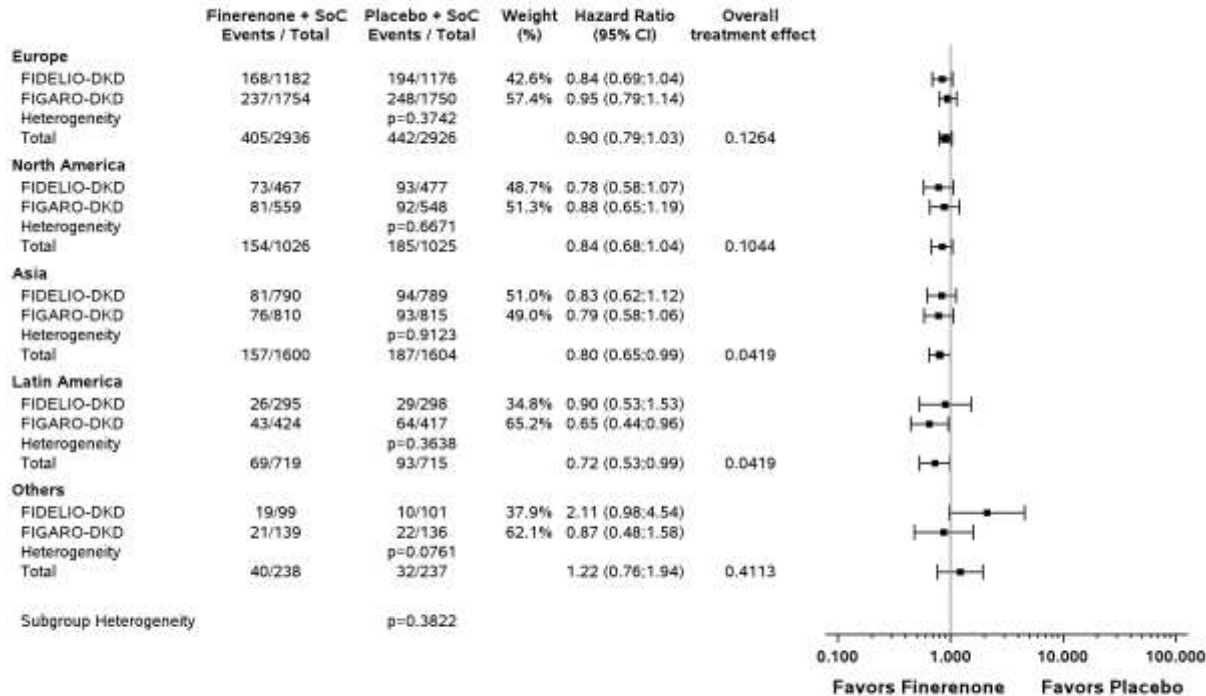 Finerenone + SoC Placebo + SoC Weight Hazard Ratio Overall
Events / Total Events / Total (%) (95% CI) treatment effect
Europe
FIDELIO-DKD 168/1182 194/1176 42.6% 0.84 (0.69;1.04)
FIGARO-DKD 237/1754 248/1750 57.4% 0.95 (0.79;1.14)
Heterogeneity p=0.3742
Total 405/2936 442/2926 0.90 (0.79;1.03) 0.1264
North America
FIDELIO-DKD 73/467 93/477 48.7% 0.78 (0.58;1.07)
FIGARO-DKD 81/559 92/548 51.3% 0.88 (0.65;1.19)
Heterogeneity p=0.6671
Total 154/1026 185/1025 0.84 (0.68;1.04) 0.1044
Asia
FIDELIO-DKD 81/790 94/789 51.0% 0.83 (0.62;1.12)
FIGARO-DKD 76/810 93/815 49.0% 0.79 (0.58;1.06)
Heterogeneity p=0.9123
Total 157/1600 187/1604 0.80 (0.65;0.99) 0.0419
Latin America
FIDELIO-DKD 26/295 29/298 34.8% 0.90 (0.53;1.53)
FIGARO-DKD 43/424 64/417 65.2% 0.65 (0.44;0.96)
Heterogeneity p=0.3638
Total 69/719 93/715 0.72 (0.53;0.99) 0.0419
Others
FIDELIO-DKD 19/99 10/101 37.9% 2.11 (0.98;4.54)
FIGARO-DKD 21/139 22/136 62.1% 0.87 (0.48;1.58)
Heterogeneity p=0.0761
Total 40/238 32/237 1.22 (0.76;1.94) 0.4113
Subgroup Heterogeneity p=0.3822
0.100 1.000 10.000 100.000
Favors Finerenone Favors Placebo